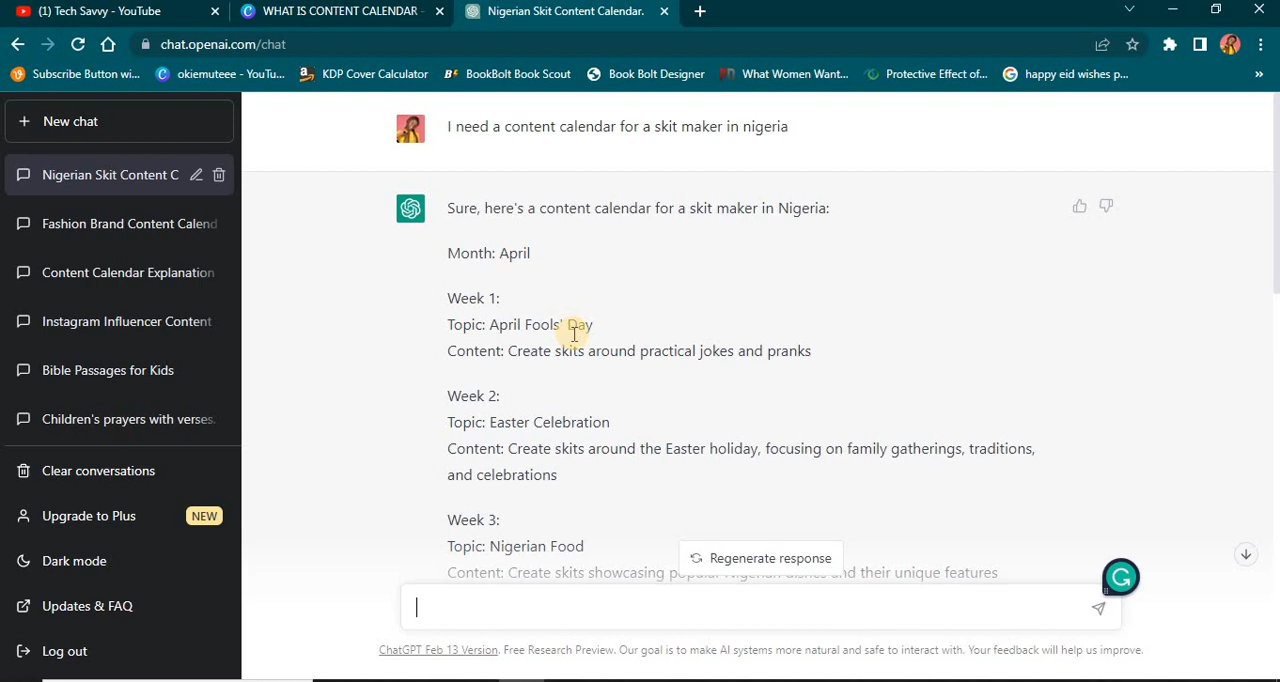 (1) Tech Savvy - YouTube
WHAT IS CONTENT CALENDAR -
Nigerian Skit Content Calendar.
chat.openai.com/chat
Subscribe Button wi...
okiemuteee - YouTu...
KDP Cover Calculator
BookBolt Book Scout
Book Bolt Designer
What Women Want...
Protective Effect of...
happy eid wishes p...
New chat
Nigerian Skit Content C
Fashion Brand Content Calend
Content Calendar Explanation
Instagram Influencer Content
Bible Passages for Kids
Children's prayers with verses.
Clear conversations
Upgrade to Plus NEW
Dark mode
Updates & FAQ
Log out
I need a content calendar for a skit maker in nigeria
Sure, here's a content calendar for a skit maker in Nigeria:
Month: April
Week 1:
Topic: April Fools' Day
Content: Create skits around practical jokes and pranks
Week 2:
Topic: Easter Celebration
Content: Create skits around the Easter holiday, focusing on family gatherings, traditions,
and celebrations
Week 3:
Topic: Nigerian Food
Content: Create skits showcasing popular Nigerian dishes and their unique features
Regenerate response
ChatGPT Feb 13 Version. Free Research Preview. Our goal is to make AI systems more natural and safe to interact with. Your feedback will help us improve.